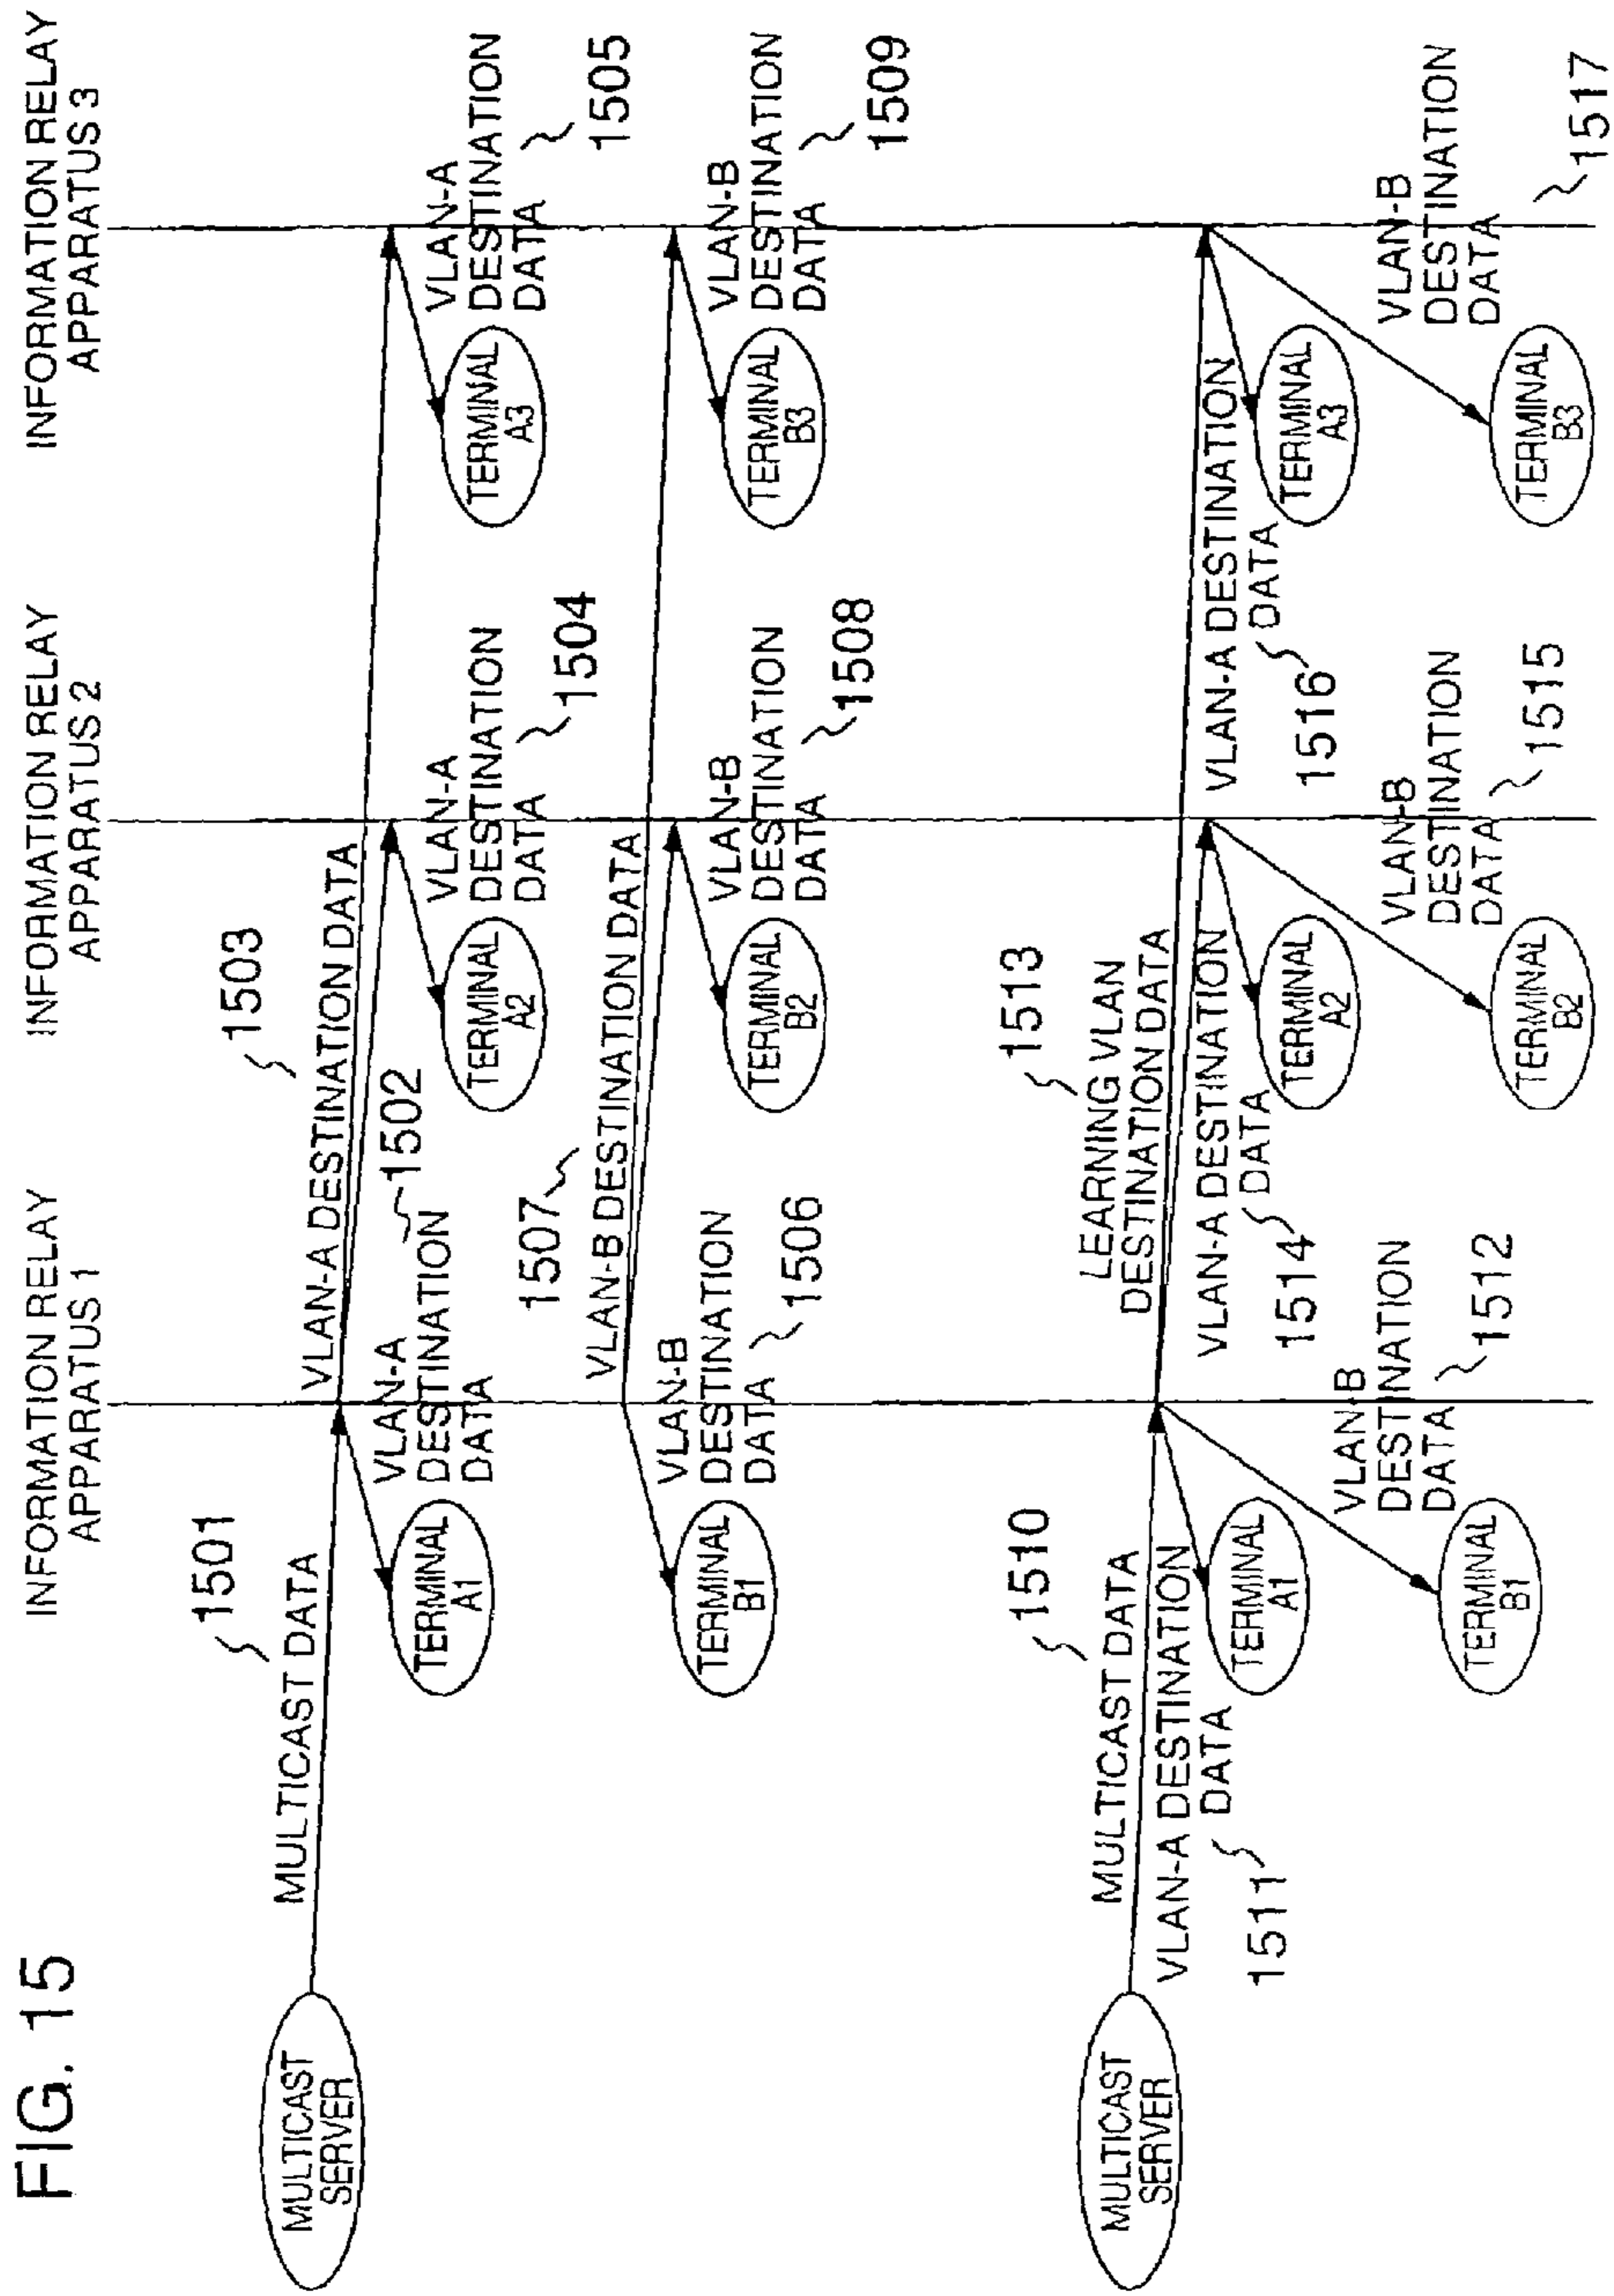 FIG. 15
INFORMATION RELAY
APPARATUS 1
INFORMATION RELAY
APPARATUS 2
INFORMATION RELAY
APPARATUS 3
MULTICAST
SERVER
MULTICAST DATA
1501
VLAN-A DESTINATION DATA
1503
TERMINAL
A1
VLAN-A
DESTINATION
DATA
1502
TERMINAL
A2
VLAN-A
DESTINATION
DATA
1504
TERMINAL
A3
VLAN-A
DESTINATION
DATA
1505
1507
VLAN-B DESTINATION DATA
TERMINAL
B1
VLAN-B
DESTINATION
DATA
1506
TERMINAL
B2
VLAN-B
DESTINATION
DATA
1508
TERMINAL
B3
VLAN-B
DESTINATION
DATA
1509
MULTICAST
SERVER
MULTICAST DATA
1510
VLAN-A DESTINATION
DATA
1511
TERMINAL
A1
LEARNING VLAN
DESTINATION DATA
1513
VLAN-A DESTINATION
DATA
1514
TERMINAL
A2
VLAN-A DESTINATION
DATA
1516
TERMINAL
A3
TERMINAL
B1
VLAN-B
DESTINATION
DATA
1512
TERMINAL
B2
VLAN-B
DESTINATION
DATA
1515
TERMINAL
B3
VLAN-B
DESTINATION
DATA
1517